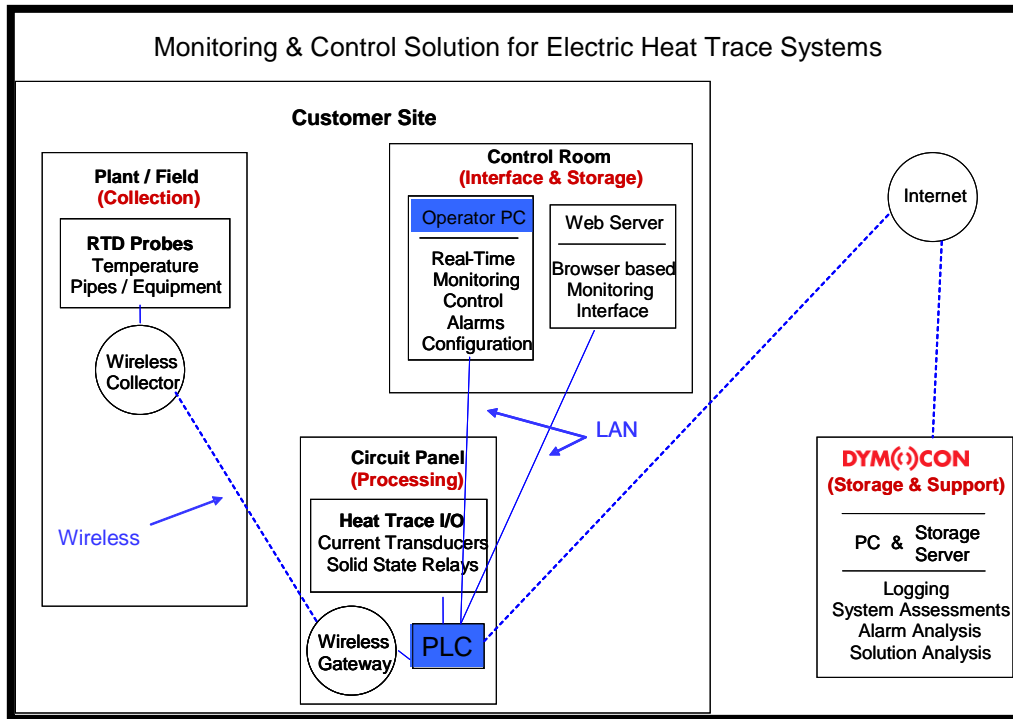 Monitoring & Control Solution for Electric Heat Trace Systems
Customer Site
Plant / Field
(Collection)
RTD Probes
Temperature
Pipes / Equipment
Wireless
Collector
Wireless
Control Room
(Interface & Storage)
Operator PC
Real-Time
Monitoring
Control
Alarms
Configuration
Web Server
Browser based
Monitoring
Interface
LAN
Circuit Panel
(Processing)
Heat Trace I/O
Current Transducers
Solid State Relays
Wireless
Gateway
PLC
Internet
DYMOCON
(Storage & Support)
PC & Storage
Server
Logging
System Assessments
Alarm Analysis
Solution Analysis